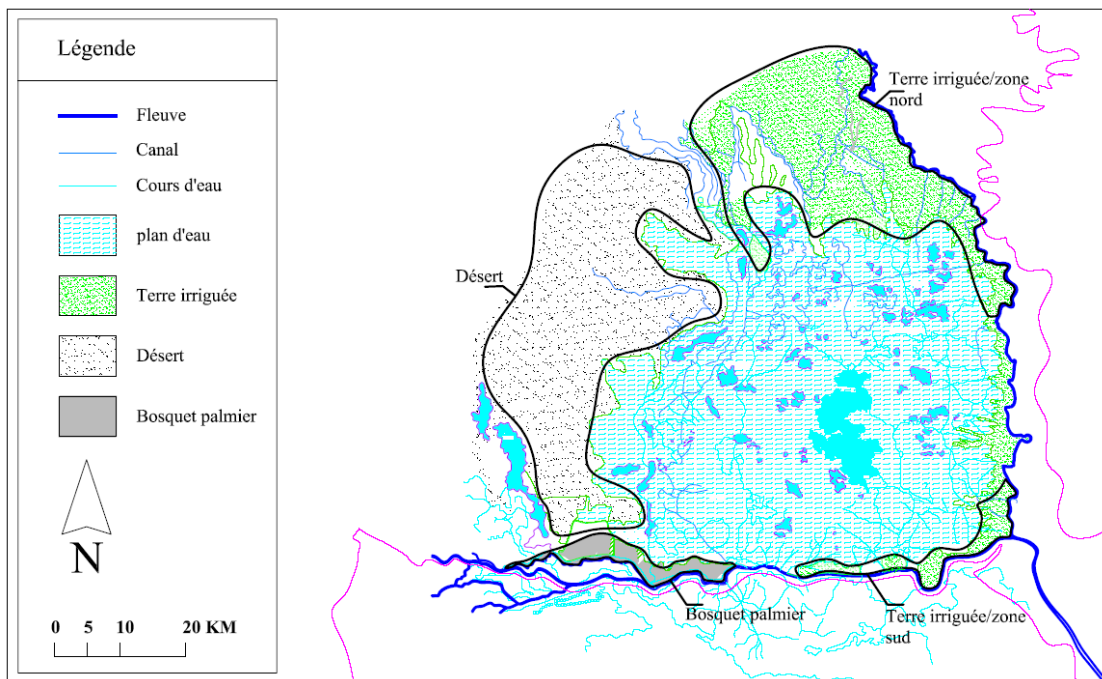 Légende
Fleuve
Canal
Cours d'eau
plan d'eau
Terre irriguée
Désert
Bosquet palmier
N
0 5 10 20 KM
Terre irriguée/zone
nord
Désert
Bosquet palmier
Terre irriguée/zone
sud